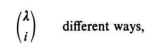 (λ
i) different ways,